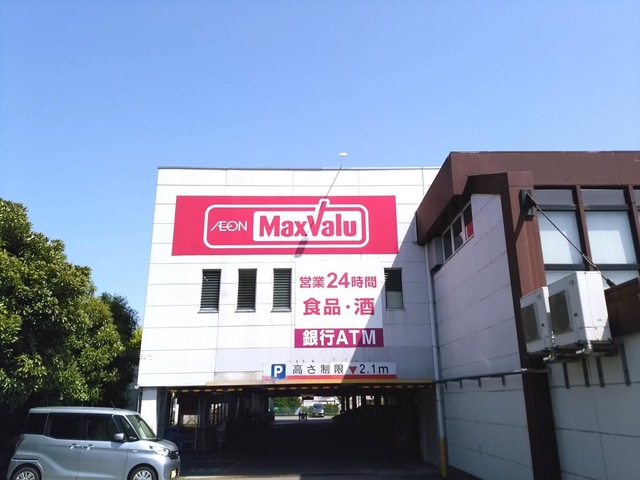 ÆON MaxValu
営業24時間
食品・酒
銀行ATM
P 高さ制限▼2.1m